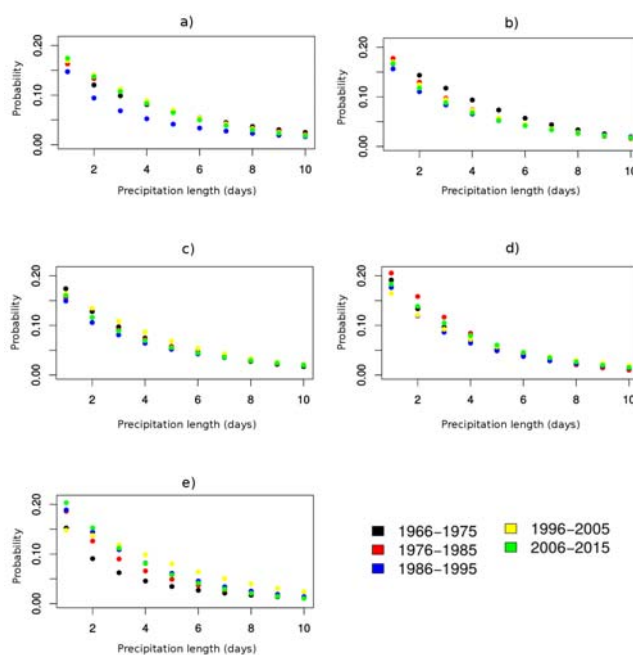 a)
0.20
0.10
0.00
Probability
2 4 6 8 10
Precipitation length (days)
b)
0.20
0.10
0.00
Probability
2 4 6 8 10
Precipitation length (days)
c)
0.20
0.10
0.00
Probability
2 4 6 8 10
Precipitation length (days)
d)
0.20
0.10
0.00
Probability
2 4 6 8 10
Precipitation length (days)
e)
0.20
0.10
0.00
Probability
2 4 6 8 10
Precipitation length (days)
1966−1975
1976−1985
1986−1995
1996−2005
2006−2015